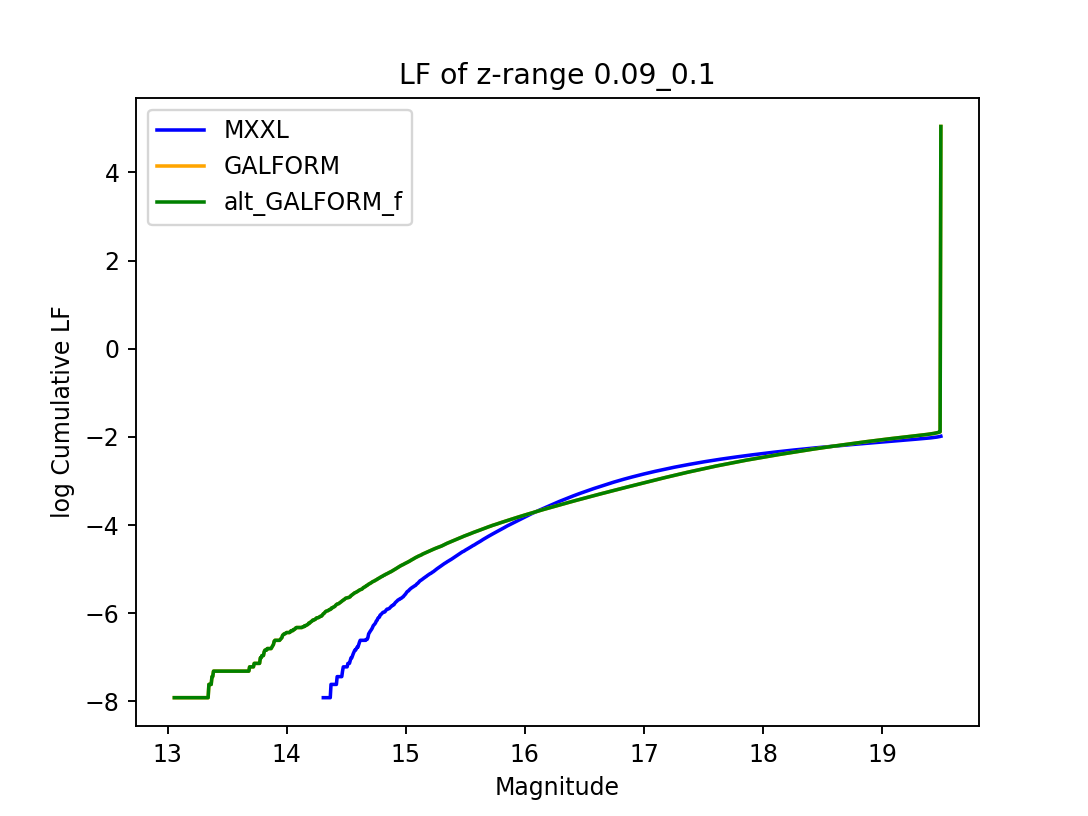 LF of z-range 0.09_0.1
MXXL
GALFORM
alt_GALFORM_f
4
2
0
−2
−4
−6
−8
log Cumulative LF
13 14 15 16 17 18 19
Magnitude